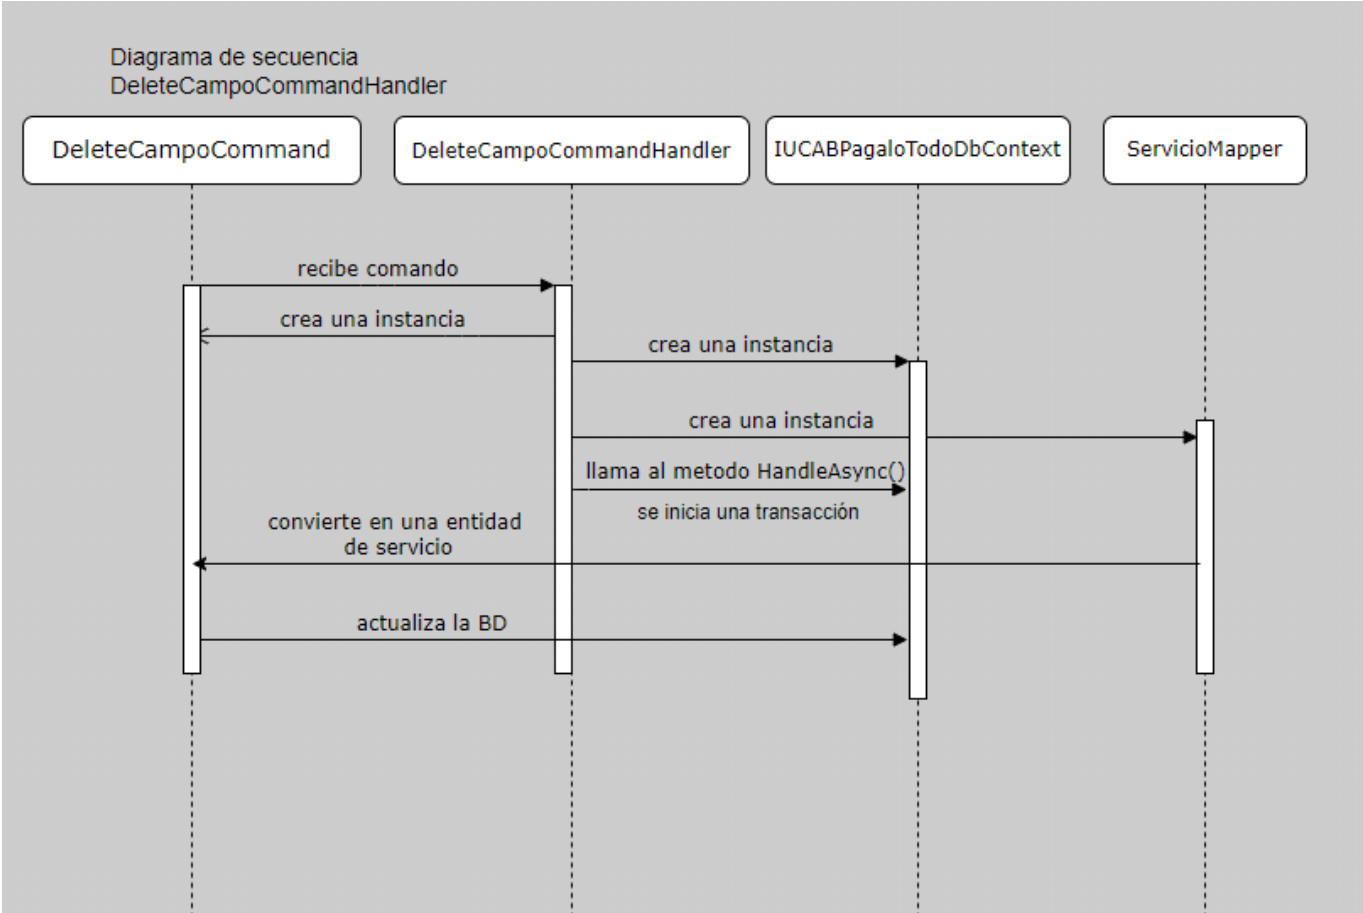 Diagrama de secuencia
DeleteCampoCommandHandler
DeleteCampoCommand
DeleteCampoCommandHandler
IUCABPagaloTodoDbContext
ServicioMapper
recibe comando
crea una instancia
crea una instancia
crea una instancia
llama al metodo HandleAsync()
se inicia una transacción
convierte en una entidad
de servicio
actualiza la BD